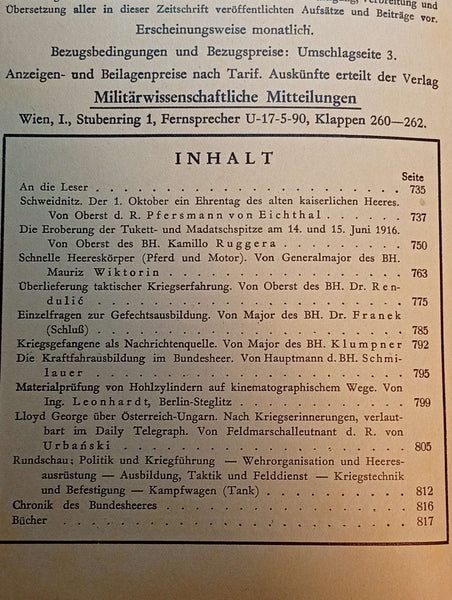 Übersetzung aller in dieser Zeitschrift veröffentlichten Aufsätze und Beiträge vor.
Erscheinungsweise monatlich.
Bezugsbedingungen und Bezugspreise: Umschlagseite 3.
Anzeigen- und Beilagenpreise nach Tarif. Auskünfte erteilt der Verlag
Militärwissenschaftliche Mitteilungen
Wien, I., Stubenring 1, Fernsprecher U-17-5-90, Klappen 260—262.
INHALT
Seite
An die Leser . . . . . . . . . . . . . . . . . 735
Schweidnitz. Der 1. Oktober ein Ehrentag des alten kaiserlichen Heeres.
Von Oberst d. R. Pfersmann von Eichthal . . . . . . 737
Die Eroberung der Tukett- und Madatschspitze am 14. und 15. Juni 1916.
Von Oberst des BH. Kamillo Ruggera . . . . . . . . 750
Schnelle Heereskörper (Pferd und Motor). Von Generalmajor des BH.
Mauriz Wiktorin . . . . . . . . . . . . . . . 763
Überlieferung taktischer Kriegserfahrung. Von Oberst des BH. Dr. Ren-
dulić . . . . . . . . . . . . . . . . . . . 775
Einzelfragen zur Gefechtsausbildung. Von Major des BH. Dr. Franek
(Schluß) . . . . . . . . . . . . . . . . . . 785
Kriegsgefangene als Nachrichtenquelle. Von Major des BH. Klumpner 792
Die Kraftfahrausbildung im Bundesheer. Von Hauptmann d. BH. Schmi-
lauer . . . . . . . . . . . . . . . . . . . 795
Materialprüfung von Hohlzylindern auf kinematographischem Wege. Von
Ing. Leonhardt, Berlin-Steglitz . . . . . . . . . . 799
Lloyd George über Österreich-Ungarn. Nach Kriegserinnerungen, verlaut-
bart im Daily Telegraph. Von Feldmarschalleutnant d. R. von
Urbański . . . . . . . . . . . . . . . . . . 805
Rundschau: Politik und Kriegführung — Wehrorganisation und Heeres-
ausrüstung — Ausbildung, Taktik und Felddienst — Kriegstechnik
und Befestigung — Kampfwagen (Tank) . . . . . . . . 812
Chronik des Bundesheeres . . . . . . . . . . . . . 816
Bücher . . . . . . . . . . . . . . . . . . . 817